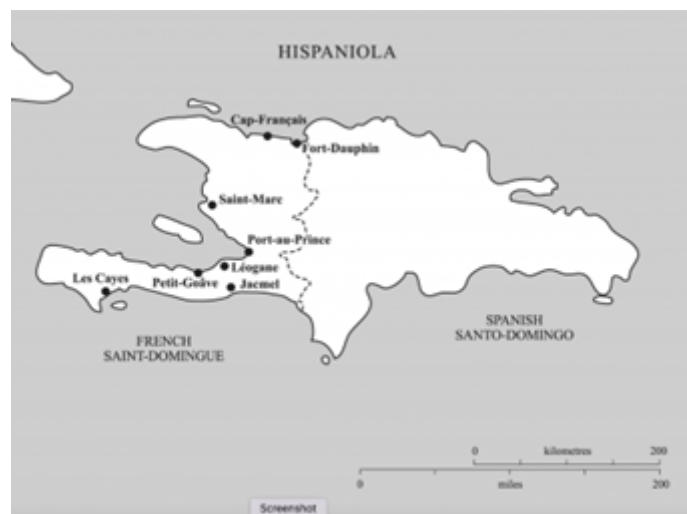 HISPANIOLA
Cap-Français
Fort-Dauphin
Saint-Marc
Port-au-Prince
Léogane
Petit-Goâve
Jacmel
Les Cayes
FRENCH
SAINT-DOMINGUE
SPANISH
SANTO-DOMINGO
0 kilometres 200
0 miles 200
Screenshot